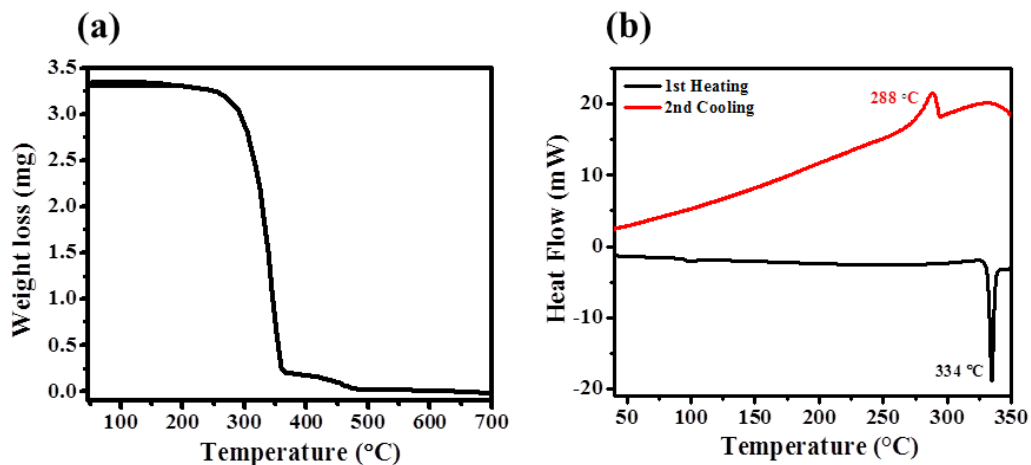 (a)
(b)
Weight loss (mg)
3.5
3.0
2.5
2.0
1.5
1.0
0.5
0.0
100 200 300 400 500 600 700
Temperature (°C)
Heat Flow (mW)
20
10
0
-10
-20
1st Heating
2nd Cooling
288 °C
334 °C
50 100 150 200 250 300 350
Temperature (°C)